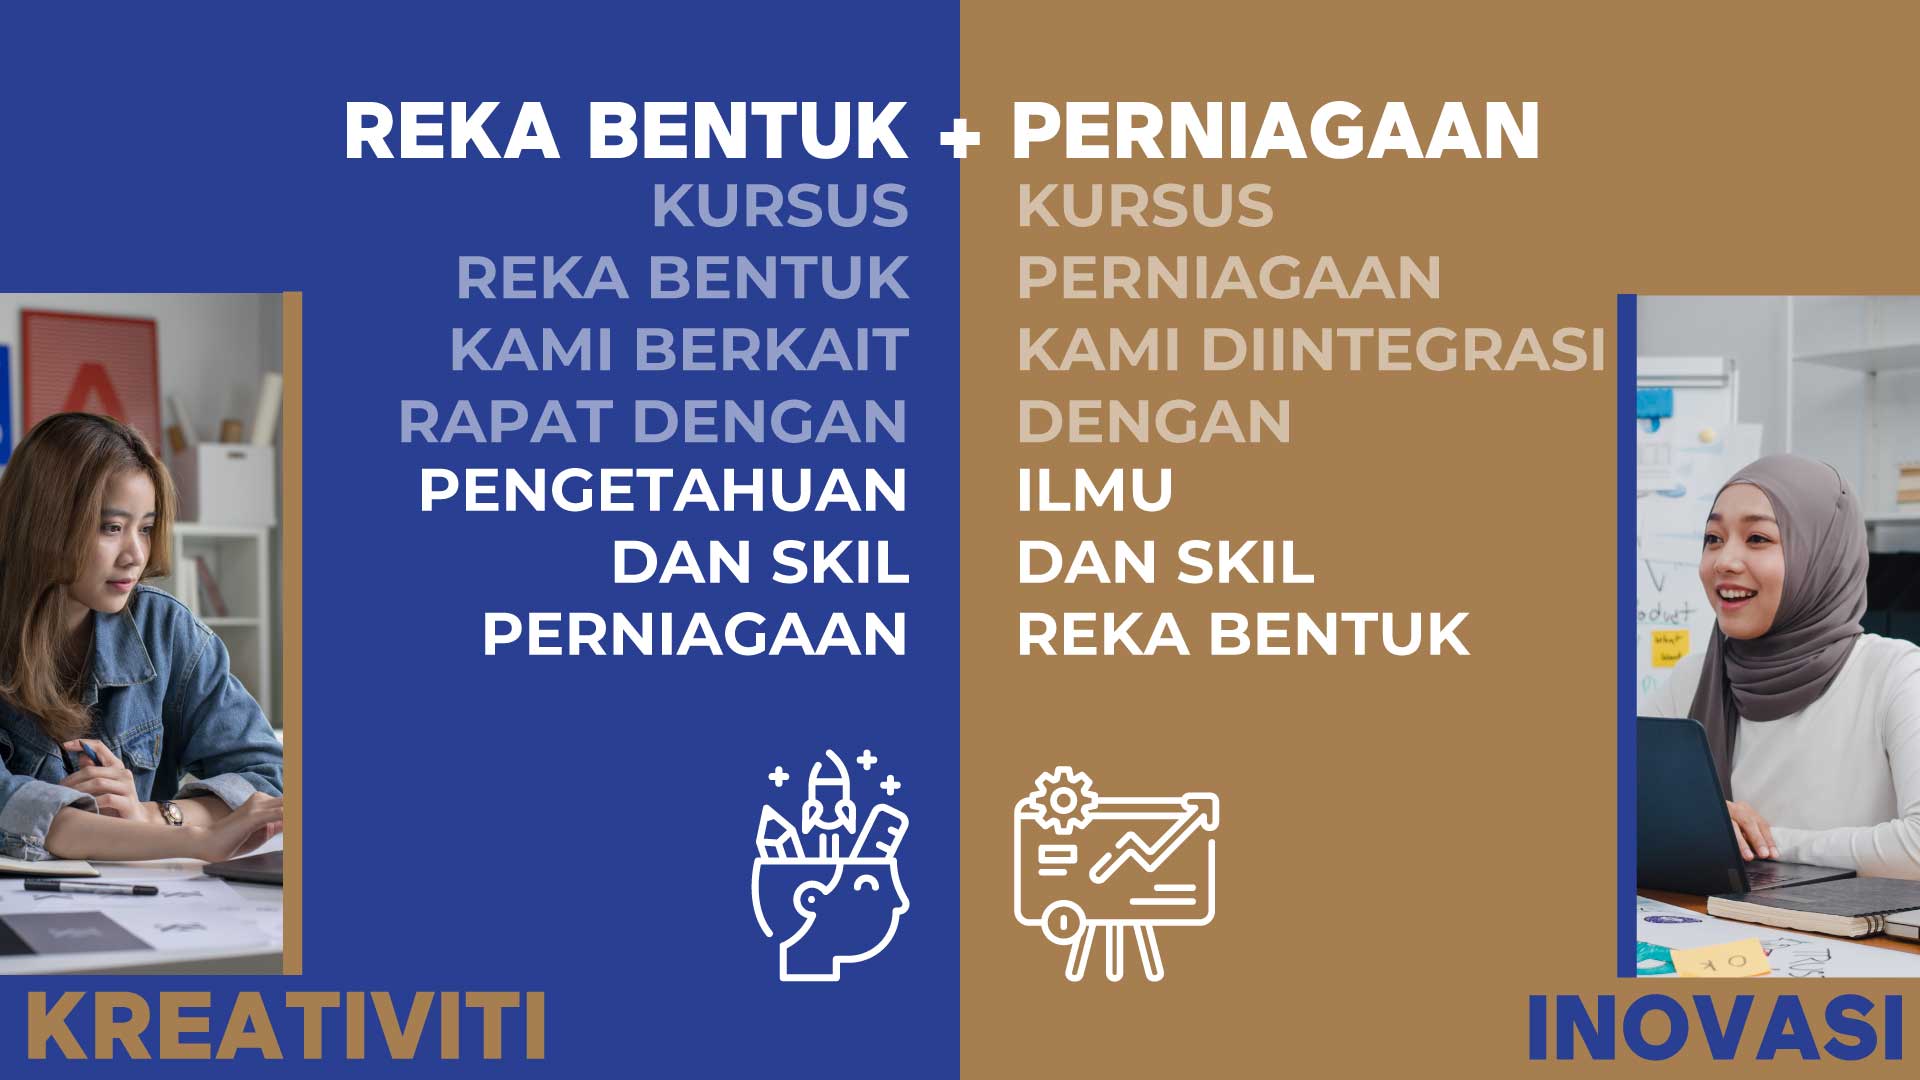 REKA BENTUK + PERNIAGAAN
KURSUS
REKA BENTUK
KAMI BERKAIT
RAPAT DENGAN
PENGETAHUAN
DAN SKIL
PERNIAGAAN
KURSUS
PERNIAGAAN
KAMI DIINTEGRASI
DENGAN
ILMU
DAN SKIL
REKA BENTUK
A
KREATIVITI
INOVASI